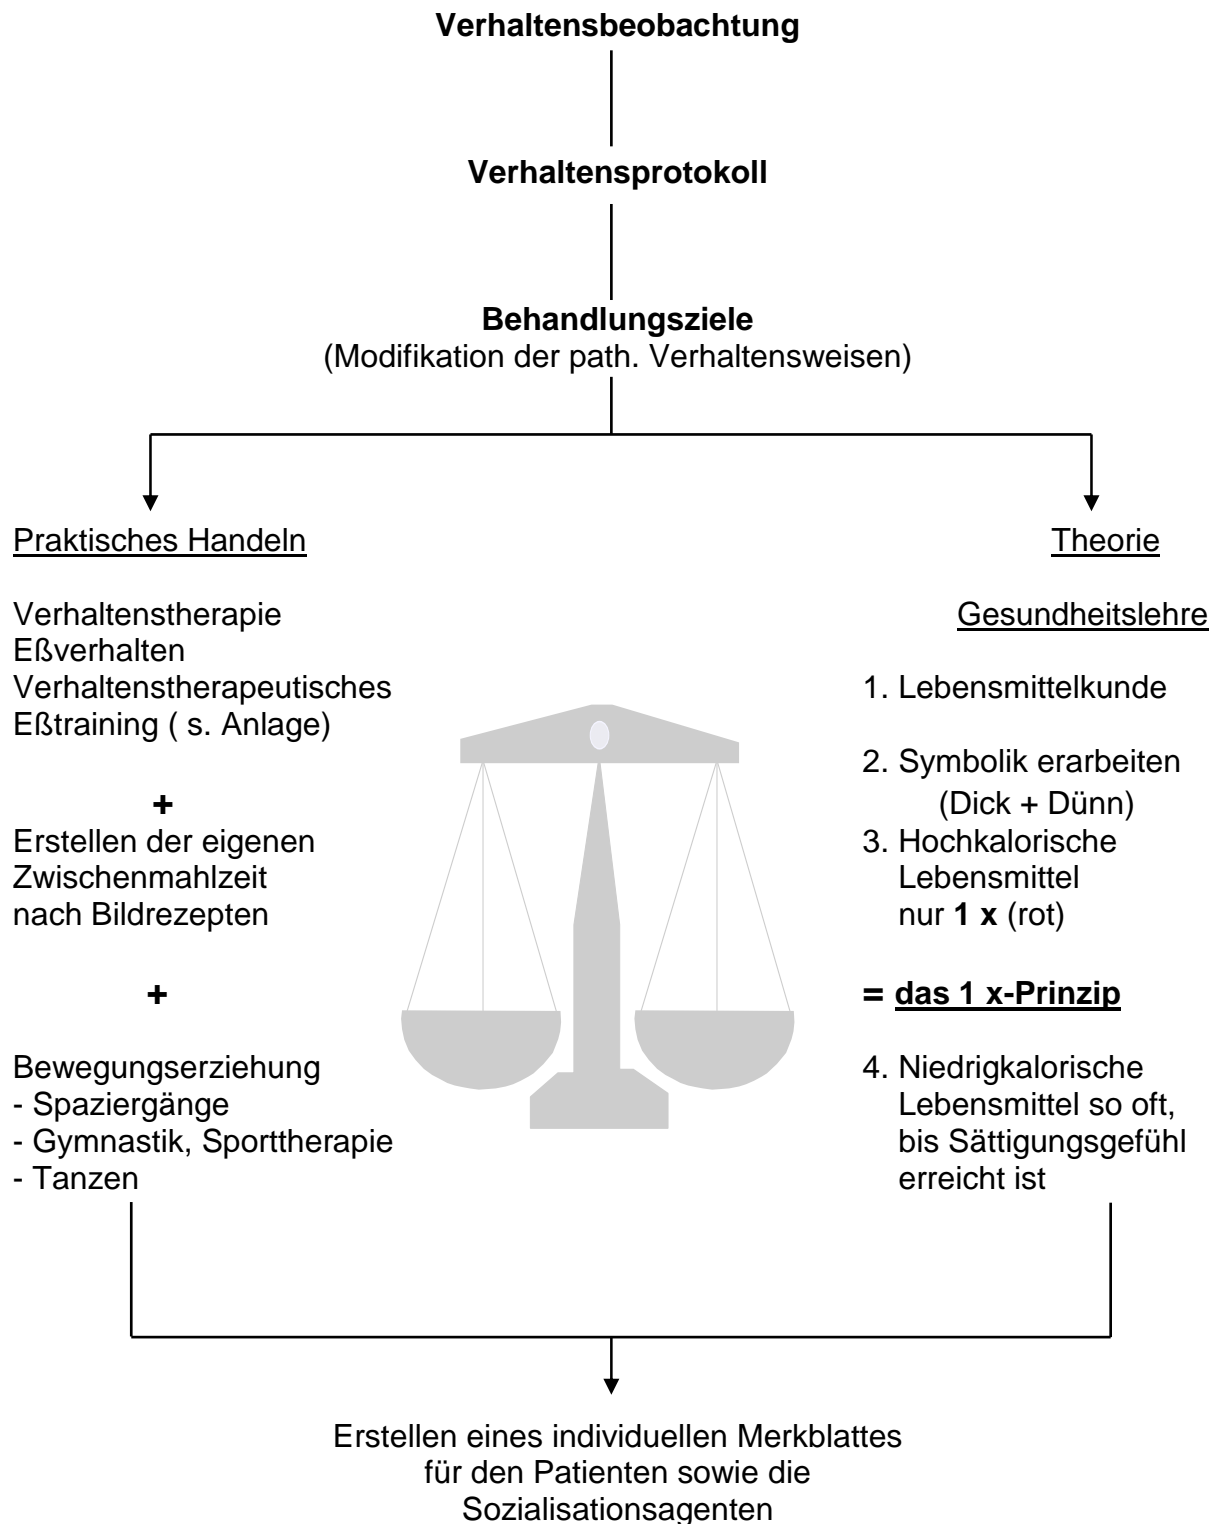 Verhaltensbeobachtung
Verhaltensprotokoll
Behandlungsziele
(Modifikation der path. Verhaltensweisen)
Praktisches Handeln
Verhaltenstherapie
Eßverhalten
Verhaltenstherapeutisches
Eßtraining ( s. Anlage)
+
Erstellen der eigenen
Zwischenmahlzeit
nach Bildrezepten
+
Bewegungserziehung
- Spaziergänge
- Gymnastik, Sporttherapie
- Tanzen
Theorie
Gesundheitslehre
1. Lebensmittelkunde
2. Symbolik erarbeiten
(Dick + Dünn)
3. Hochkalorische
Lebensmittel
nur 1 x (rot)
= das 1 x-Prinzip
4. Niedrigkalorische
Lebensmittel so oft,
bis Sättigungsgefühl
erreicht ist
Erstellen eines individuellen Merkblattes
für den Patienten sowie die
Sozialisationsagenten